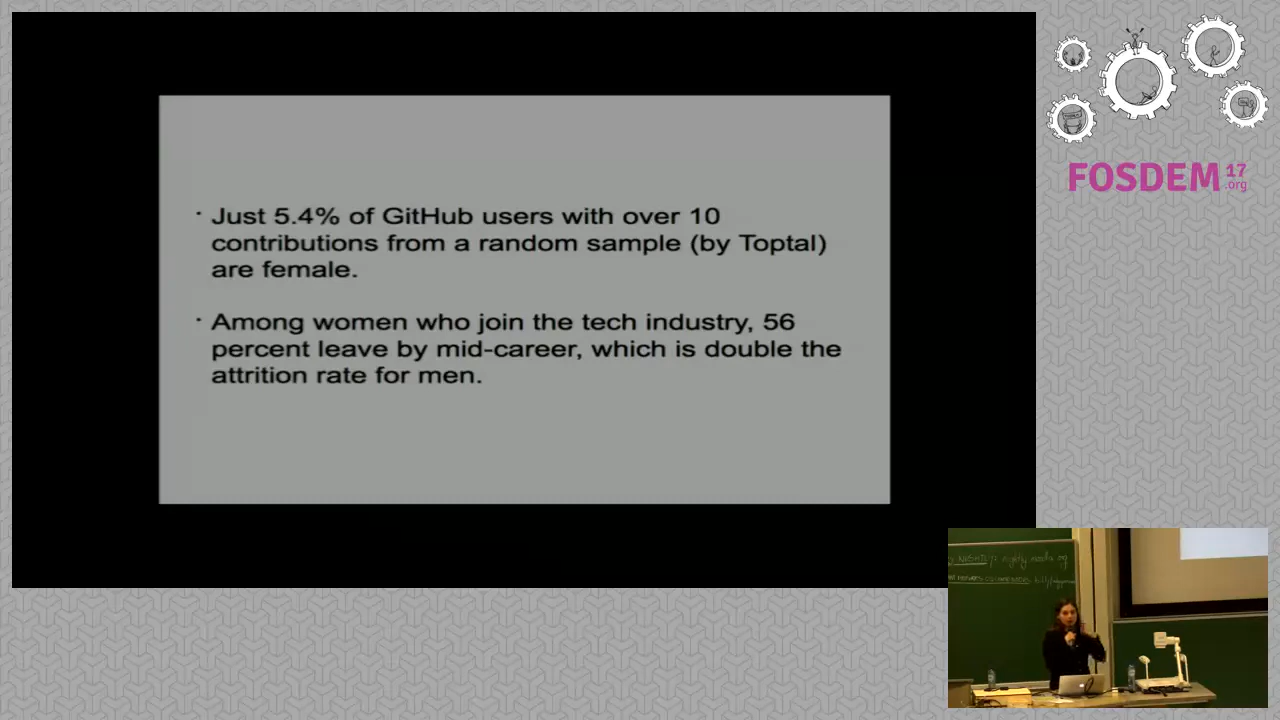 · Just 5.4% of GitHub users with over 10
contributions from a random sample (by Toptal)
are female.
· Among women who join the tech industry, 56
percent leave by mid-career, which is double the
attrition rate for men.
FOSDEM 17
.org